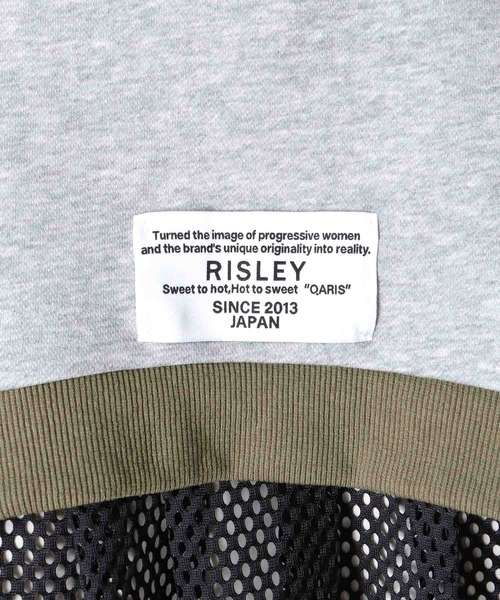 Turned the image of progressive women
and the brand's unique originality into reality.
RISLEY
Sweet to hot,Hot to sweet "QARIS"
SINCE 2013
JAPAN